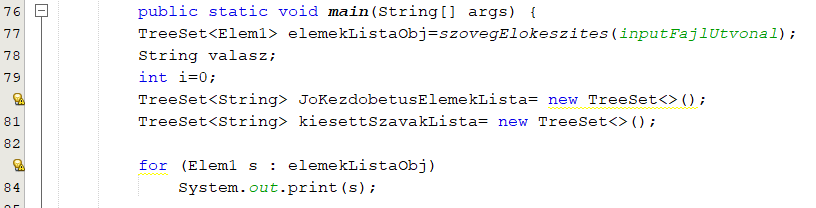 76 public static void main(String[] args) {
77 TreeSet<Elem1> elemekListaObj=szovegElokeszites(inputFajlUtvonal);
78 String valasz;
79 int i=0;
TreeSet<String> JoKezdobetusElemekLista= new TreeSet<>();
81 TreeSet<String> kiesettSzavakLista= new TreeSet<>();
82
for (Elem1 s : elemekListaObj)
84 System.out.print(s);